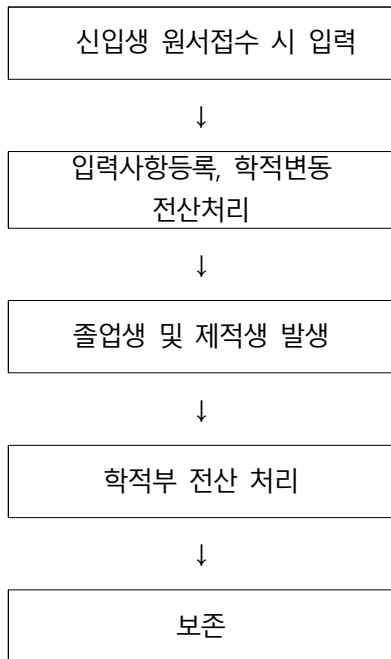 신입생 원서접수 시 입력
↓
입력사항등록, 학적변동
전산처리
↓
졸업생 및 제적생 발생
↓
학적부 전산 처리
↓
보존